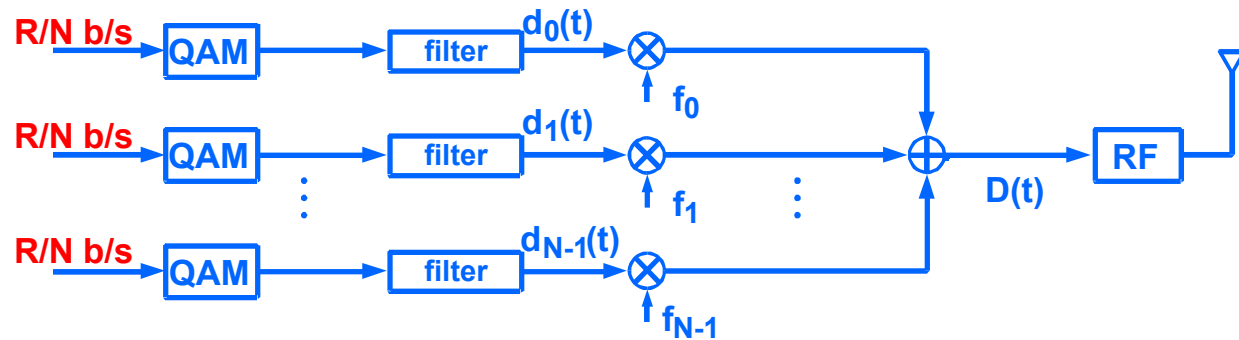 R/N b/s QAM filter d₀(t) f₀
R/N b/s QAM filter d₁(t) f₁ D(t) RF
R/N b/s QAM filter dN-1(t) fN-1